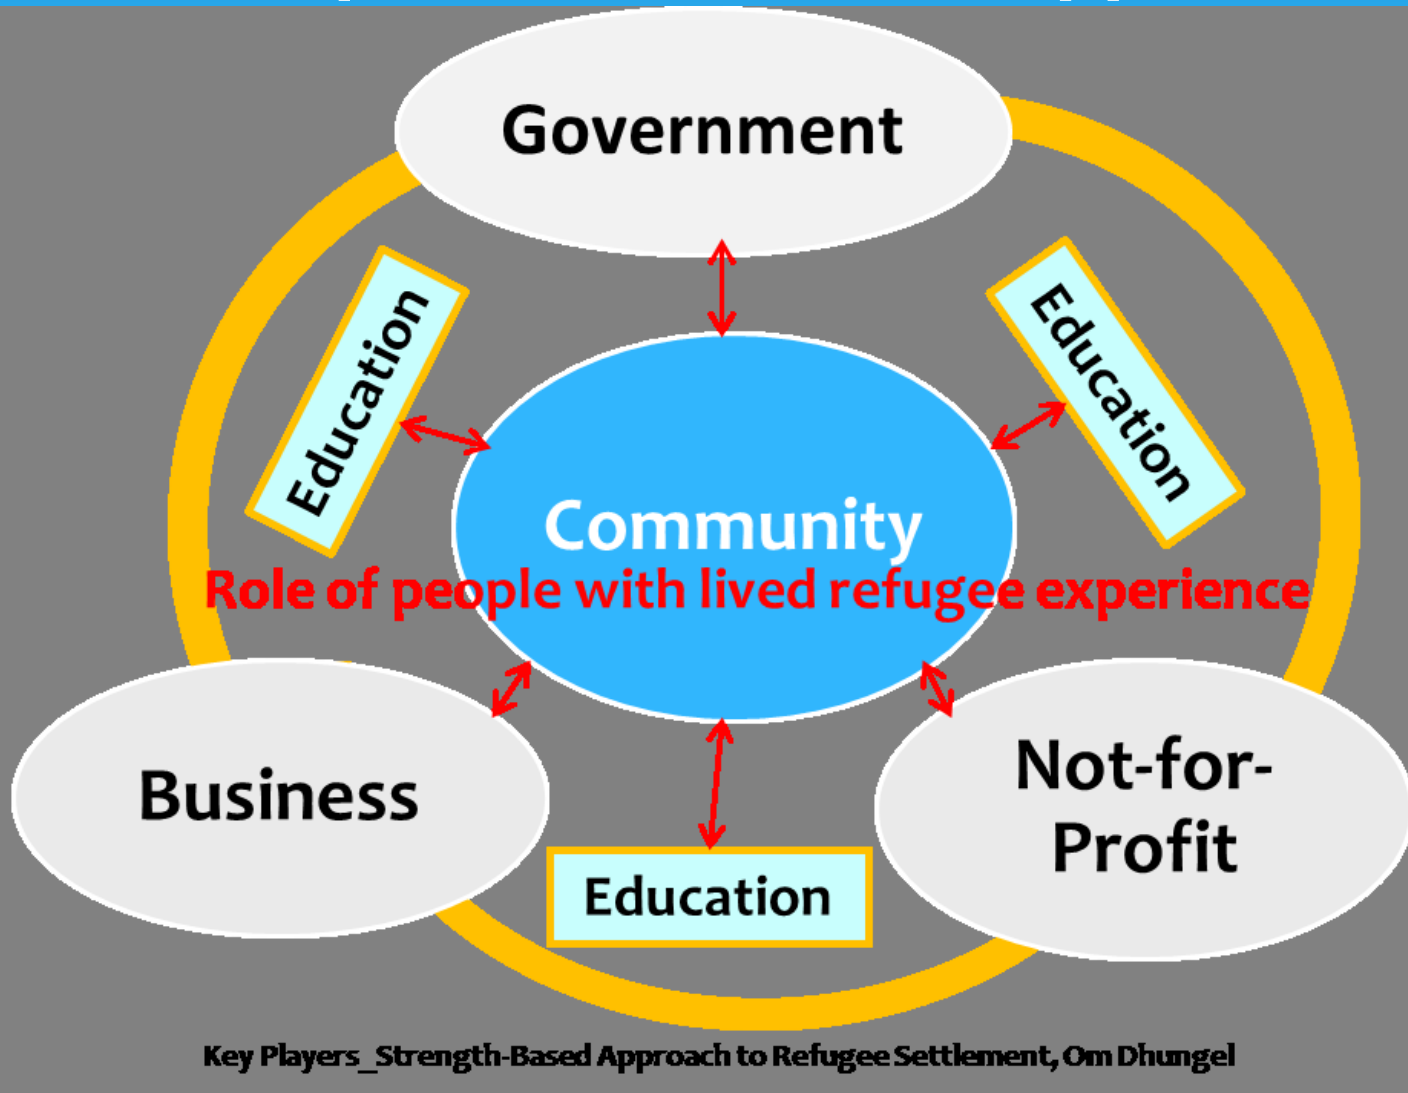 Government
Education
Education
Community
Role of people with lived refugee experience
Business
Not-for-
Profit
Education
Key Players_Strength-Based Approach to Refugee Settlement, Om Dhungel